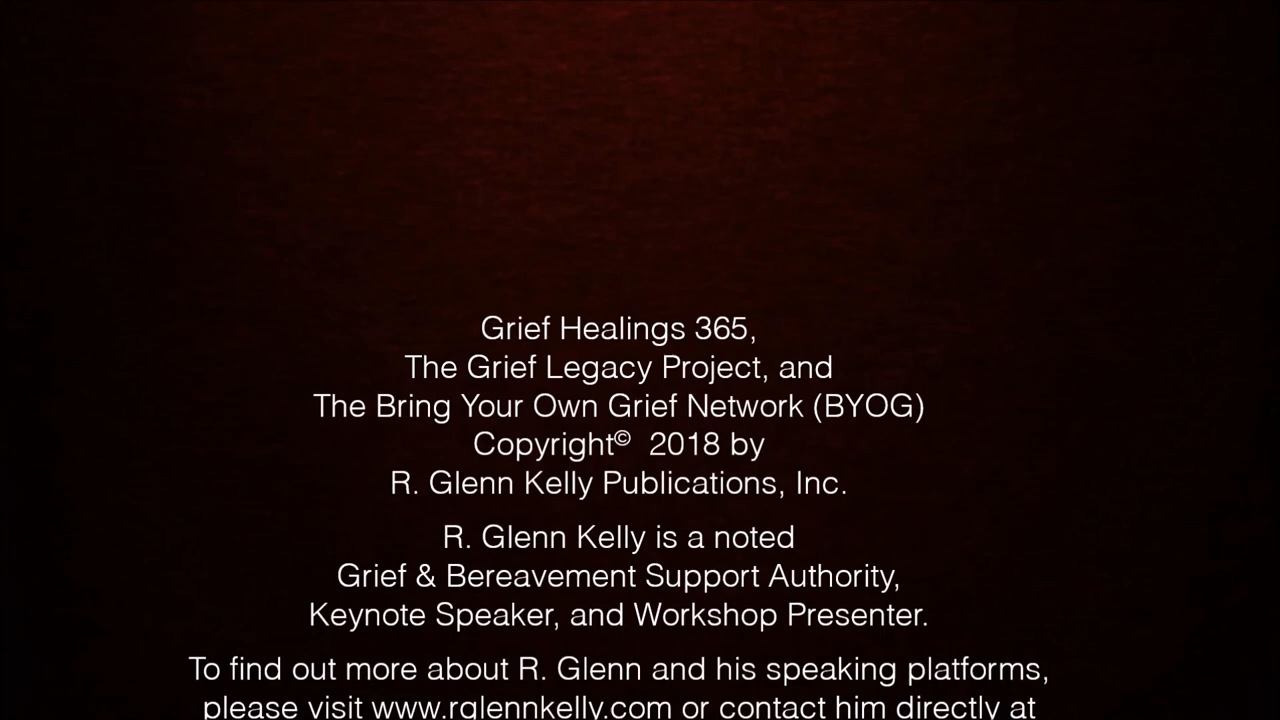 Grief Healings 365,
The Grief Legacy Project, and
The Bring Your Own Grief Network (BYOG)
Copyright© 2018 by
R. Glenn Kelly Publications, Inc.
R. Glenn Kelly is a noted
Grief & Bereavement Support Authority,
Keynote Speaker, and Workshop Presenter.
To find out more about R. Glenn and his speaking platforms,
please visit www.rglennkelly.com or contact him directly at